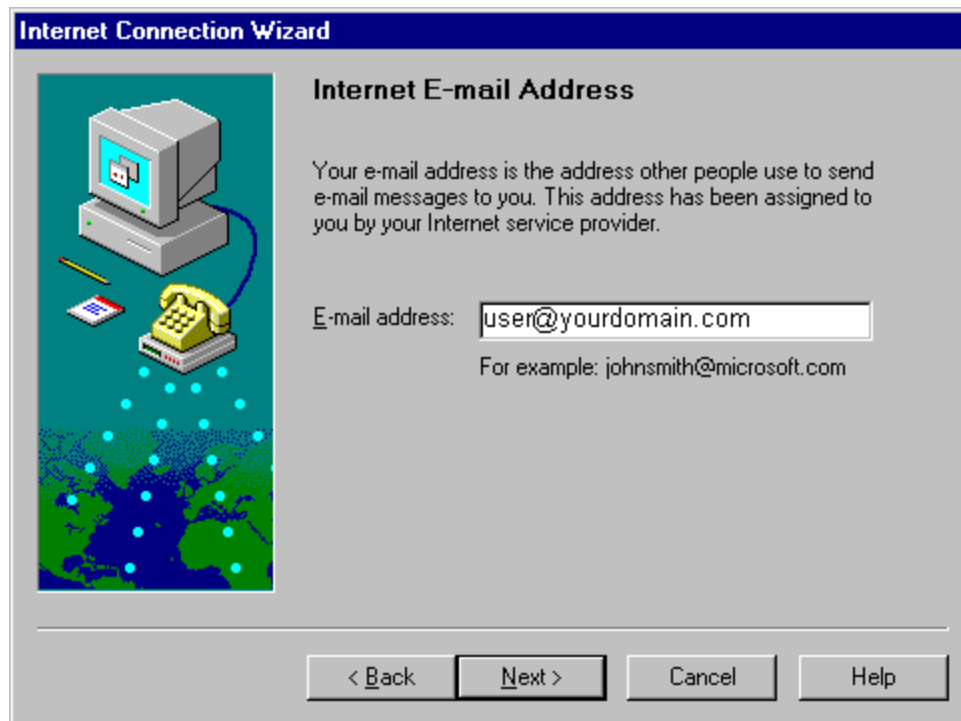 Internet Connection Wizard
Internet E-mail Address
Your e-mail address is the address other people use to send
e-mail messages to you. This address has been assigned to
you by your Internet service provider.
E-mail address: user@yourdomain.com
For example: johnsmith@microsoft.com
< Back Next > Cancel Help